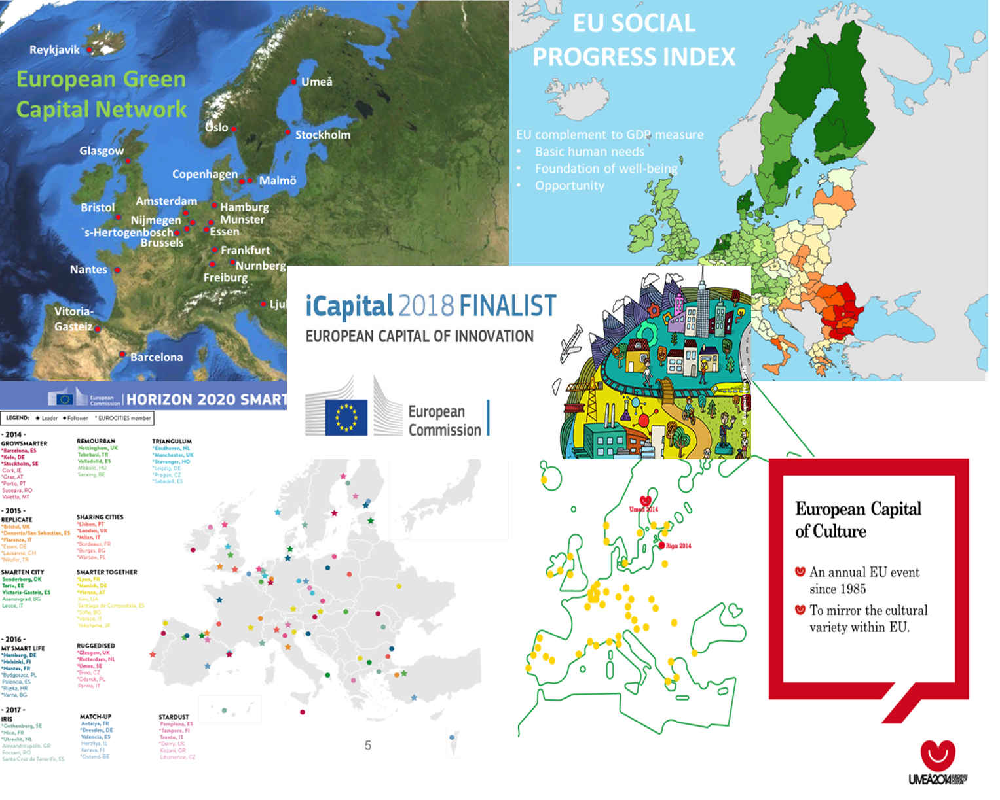 European Green
Capital Network
Reykjavik
Umeå
Oslo
Stockholm
Glasgow
Copenhagen
Malmö
Amsterdam
Bristol
Hamburg
Nijmegen
Munster
`s-Hertogenbosch
Essen
Brussels
Frankfurt
Nantes
Nurnberg
Freiburg
Vitoria-
Gasteiz
Barcelona
EU SOCIAL
PROGRESS INDEX
EU complement to GDP measure
• Basic human needs
• Foundation of well-being
• Opportunity
iCapital 2018 FINALIST
EUROPEAN CAPITAL OF INNOVATION
European
Commission
European
Commission
HORIZON 2020 SMART
LEGEND: ★ Leader ● Follower * EUROCITIES member
- 2014 -
GROWSMARTER
*Barcelona, ES
*Koln, DE
*Stockholm, SE
Cork, IE
*Graz, AT
*Porto, PT
Suceava, RO
Valetta, MT
REMOURBAN
Nottingham, UK
Tebebasi, TR
Valladolid, ES
Miskolc, HU
Seraing, BE
TRIANGULUM
*Eindhoven, NL
*Manchester, UK
*Stavanger, NO
*Leipzig, DE
*Prague, CZ
*Sabadell, ES
- 2015 -
REPLICATE
*Bristol, UK
*Donostia/San Sebastian, ES
*Florence, IT
*Essen, DE
*Lausanne, CH
*Nilufer, TR
SHARING CITIES
*Lisbon, PT
*London, UK
*Milan, IT
*Bordeaux, FR
*Burgas, BG
*Warsaw, PL
SMARTEN CITY
Sonderborg, DK
Tartu, EE
Victoria-Gasteiz, ES
Asenovgrad, BG
Lecce, IT
SMARTER TOGETHER
*Lyon, FR
*Munich, DE
*Vienna, AT
Kiev, UA
Santiago de Compostela, ES
*Sofia, BG
*Venice, IT
Yokohama, JP
- 2016 -
MY SMART LIFE
*Hamburg, DE
*Helsinki, FI
*Nantes, FR
*Bydgoszcz, PL
Palencia, ES
*Rijeka, HR
*Varna, BG
RUGGEDISED
*Glasgow, UK
*Rotterdam, NL
*Umea, SE
*Brno, CZ
*Gdansk, PL
Parma, IT
- 2017 -
IRIS
*Gothenburg, SE
*Nice, FR
*Utrecht, NL
Alexandroupolis, GR
Focsani, RO
Santa Cruz de Tenerife, ES
MATCH-UP
Antalya, TR
*Dresden, DE
Valencia, ES
Herzliya, IL
Kerava, FI
*Ostend, BE
STARDUST
Pamplona, ES
*Tampere, FI
Trento, IT
*Derry, UK
Kozani, GR
Litomerice, CZ
5
Umeå 2014
Riga 2014
European Capital
of Culture
An annual EU event
since 1985
To mirror the cultural
variety within EU.
UMEÅ2014